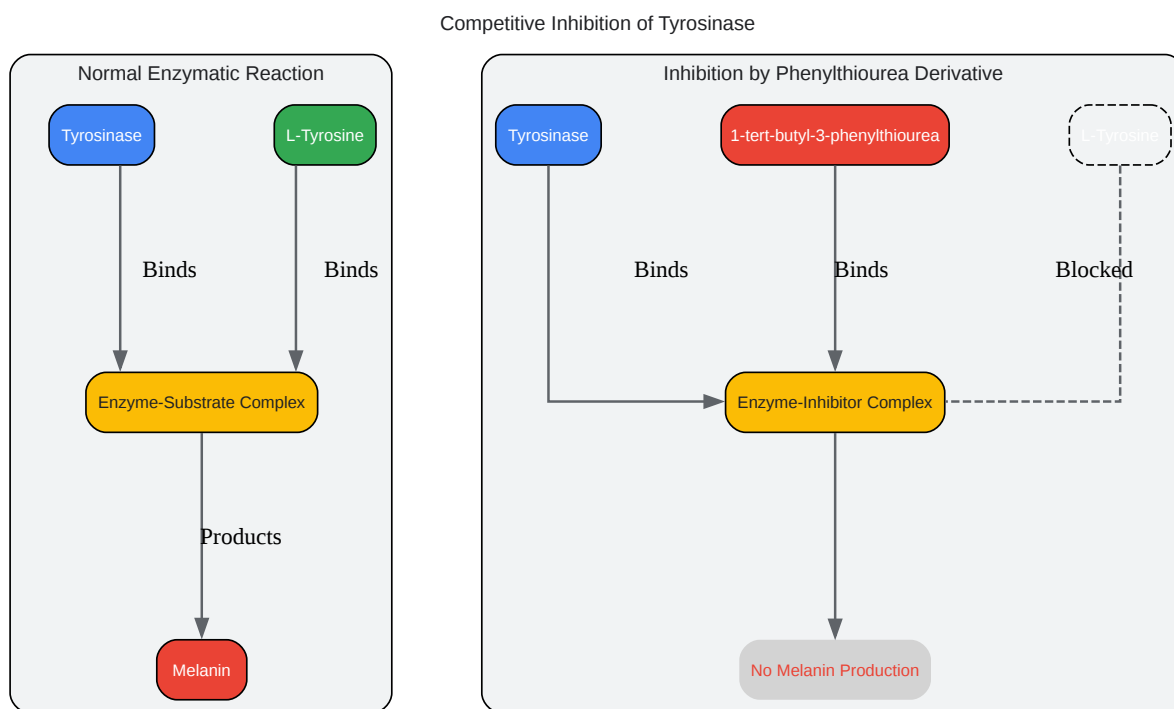 Competitive Inhibition of Tyrosinase
Normal Enzymatic Reaction
Tyrosinase
L-Tyrosine
Binds
Binds
Enzyme-Substrate Complex
Products
Melanin
Inhibition by Phenylthiourea Derivative
Tyrosinase
1-tert-butyl-3-phenylthiourea
L-Tyrosine
Binds
Binds
Blocked
Enzyme-Inhibitor Complex
No Melanin Production